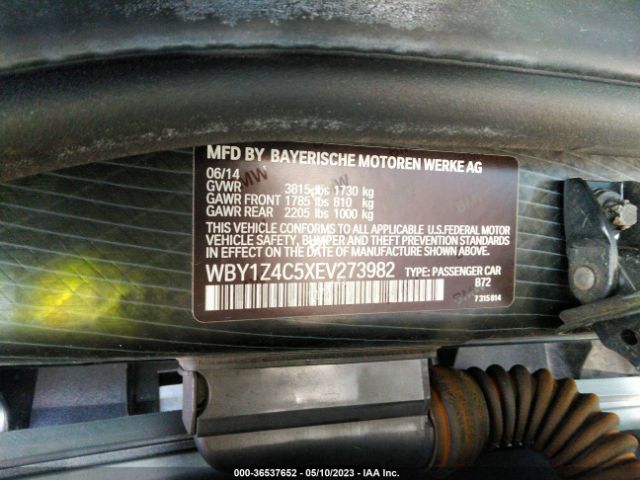 MFD BY BAYERISCHE MOTOREN WERKE AG
06/14
GVWR 3815 lbs 1730 kg
GAWR FRONT 1785 lbs 810 kg
GAWR REAR 2205 lbs 1000 kg
THIS VEHICLE CONFORMS TO ALL APPLICABLE U.S.FEDERAL MOTOR
VEHICLE SAFETY, BUMPER AND THEFT PREVENTION STANDARDS
IN EFFECT ON THE DATE OF MANUFACTURE SHOWN ABOVE.
WBY1Z4C5XEV273982 TYPE: PASSENGER CAR
B72
7315814
000-36537652 - 05/10/2023 - IAA Inc.